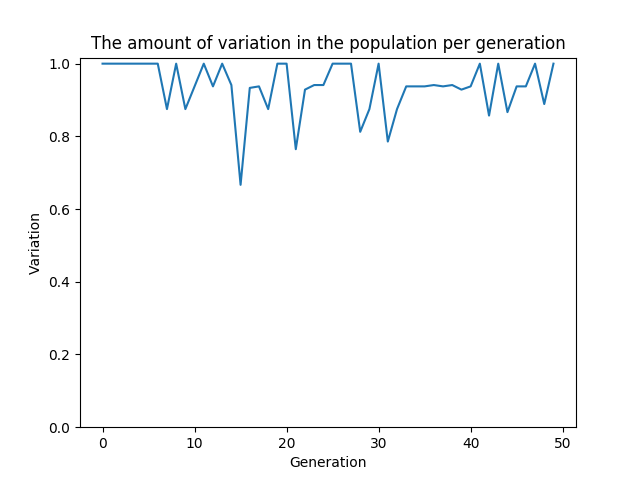 The amount of variation in the population per generation
1.0
0.8
0.6
0.4
0.2
0.0
Variation
0 10 20 30 40 50
Generation